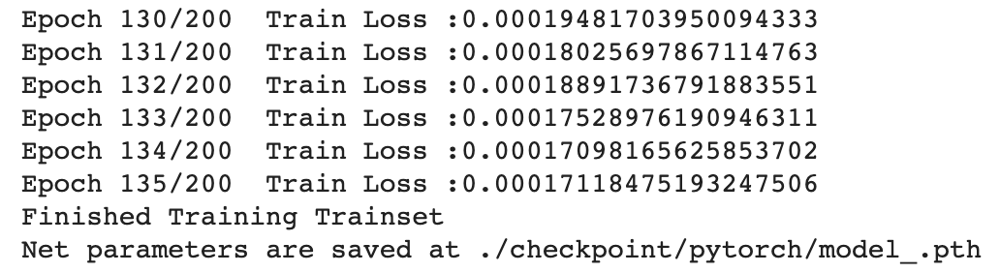 Epoch 130/200  Train Loss :0.00019481703950094333
Epoch 131/200  Train Loss :0.00018025697867114763
Epoch 132/200  Train Loss :0.00018891736791883551
Epoch 133/200  Train Loss :0.00017528976190946311
Epoch 134/200  Train Loss :0.00017098165625853702
Epoch 135/200  Train Loss :0.00017118475193247506
Finished Training Trainset
Net parameters are saved at ./checkpoint/pytorch/model_.pth